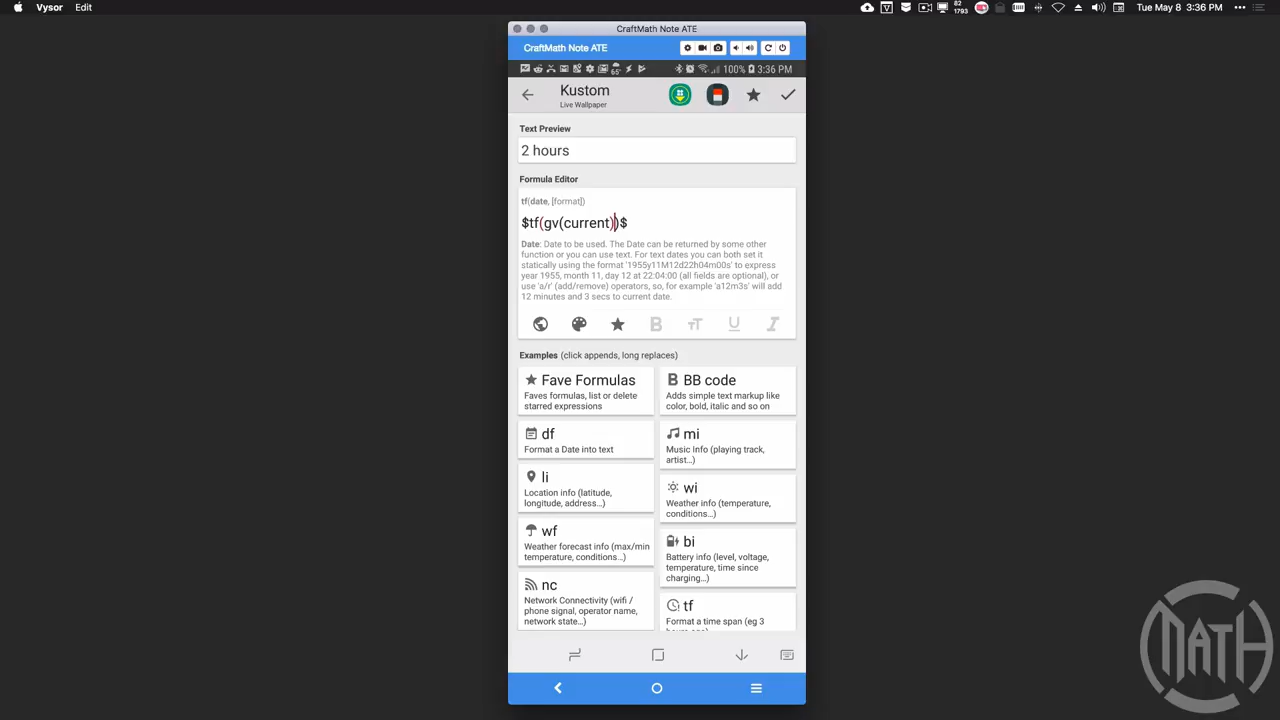 Vysor Edit
82
1793
Tue May 8 3:36 PM
CraftMath Note ATE
CraftMath Note ATE
65°
100% 3:36 PM
Kustom
Live Wallpaper
Text Preview
2 hours
Formula Editor
tf(date, [format])
$tf(gv(current))$
Date: Date to be used. The Date can be returned by some other
function or you can use text. For text dates you can both set it
statically using the format '1955y11M12d22h04m00s' to express
year 1955, month 11, day 12 at 22:04:00 (all fields are optional), or
use 'a/r' (add/remove) operators, so, for example 'a12m3s' will add
12 minutes and 3 secs to current date.
B TT U I
Examples (click appends, long replaces)
Fave Formulas
Faves formulas, list or delete
starred expressions
B BB code
Adds simple text markup like
color, bold, italic and so on
df
Format a Date into text
mi
Music Info (playing track,
artist...)
li
Location info (latitude,
longitude, address...)
wi
Weather info (temperature,
conditions...)
wf
Weather forecast info (max/min
temperature, conditions...)
bi
Battery info (level, voltage,
temperature, time since
charging...)
nc
Network Connectivity (wifi /
phone signal, operator name,
network state...)
tf
Format a time span (eg 3
hours ago)
MATH